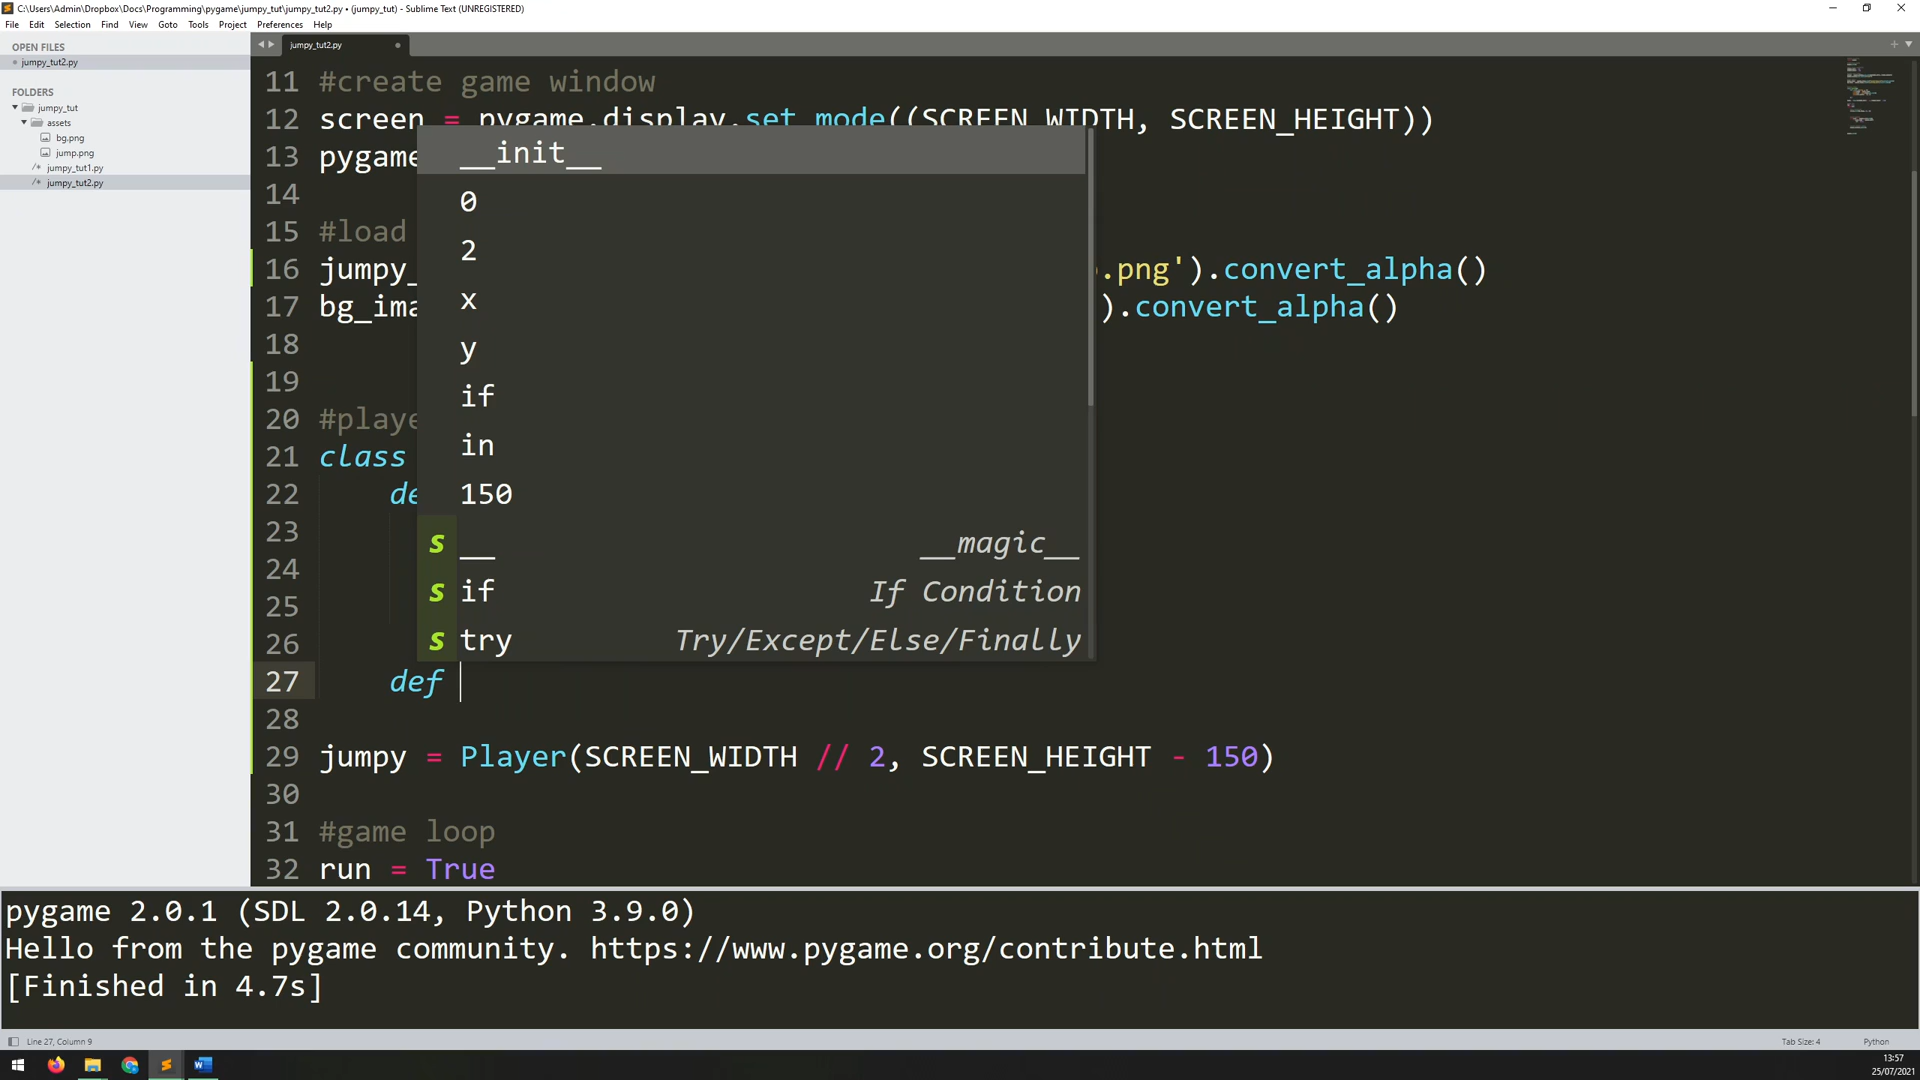 C:\Users\Admin\Dropbox\Docs\Programming\pygame\jumpy_tut\jumpy_tut2.py • (jumpy_tut) - Sublime Text (UNREGISTERED)
File Edit Selection Find View Goto Tools Project Preferences Help
OPEN FILES
jumpy_tut2.py
FOLDERS
jumpy_tut
assets
bg.png
jump.png
/* jumpy_tut1.py
/* jumpy_tut2.py
jumpy_tut2.py
11 #create game window
12 screen = pygame.display.set_mode((SCREEN_WIDTH, SCREEN_HEIGHT))
13 pygame
14
15 #load
16 jumpy_ .png').convert_alpha()
17 bg_ima ).convert_alpha()
18
19
20 #playe
21 class
22 de
23
24
25
26
27 def
28
29 jumpy = Player(SCREEN_WIDTH // 2, SCREEN_HEIGHT - 150)
30
31 #game loop
32 run = True
__init__
0
2
x
y
if
in
150
s __ __magic__
s if If Condition
s try Try/Except/Else/Finally
pygame 2.0.1 (SDL 2.0.14, Python 3.9.0)
Hello from the pygame community. https://www.pygame.org/contribute.html
[Finished in 4.7s]
Line 27, Column 9
Tab Size: 4
Python
13:57
25/07/2021